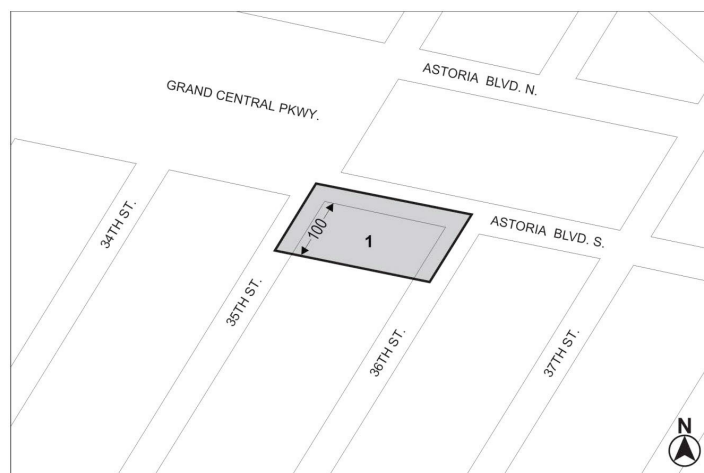 ASTORIA BLVD. N.
GRAND CENTRAL PKWY.
34TH ST.
100
1
ASTORIA BLVD. S.
35TH ST.
36TH ST.
37TH ST.
N